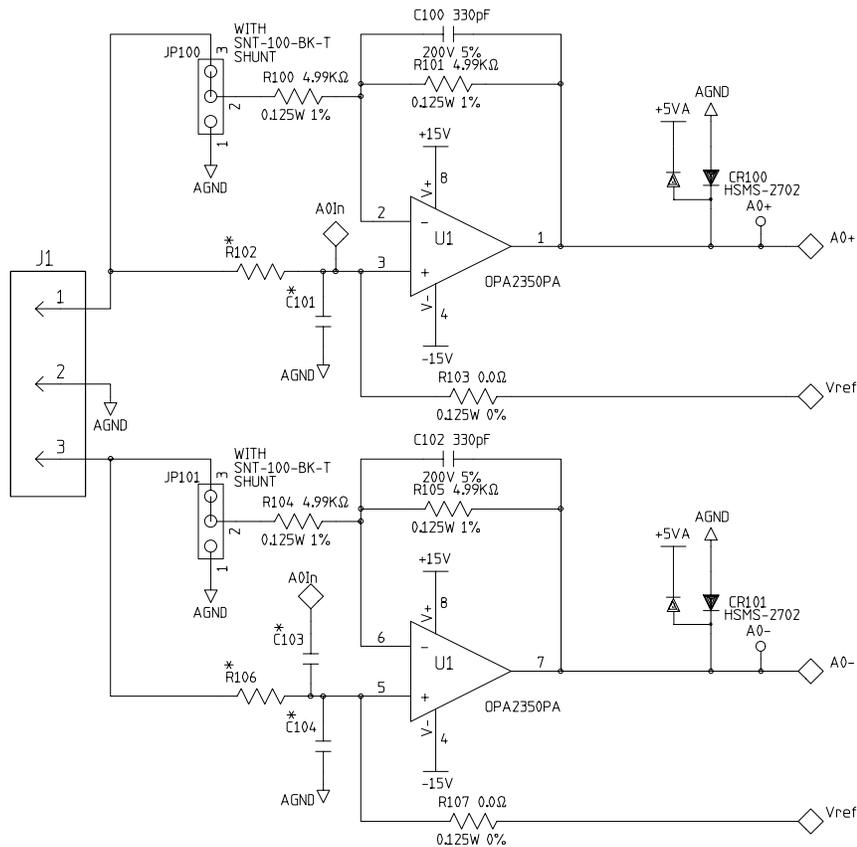 C100 330pF
200V 5%
R101 4.99KΩ
0.125W 1%
WITH
SNT-100-BK-T
SHUNT
JP100
3
2
1
R100 4.99KΩ
0.125W 1%
AGND
+15V
V+
8
2
-
U1
1
3
+
V-
4
-15V
OPA2350PA
A0In
*
R102
*
C101
AGND
+5VA
AGND
CR100
HSMS-2702
A0+
A0+
J1
1
2
3
AGND
R103 0.0Ω
0.125W 0%
Vref
C102 330pF
200V 5%
R105 4.99KΩ
0.125W 1%
WITH
SNT-100-BK-T
SHUNT
JP101
3
2
1
R104 4.99KΩ
0.125W 1%
AGND
+15V
V+
8
6
-
U1
7
5
+
V-
4
-15V
OPA2350PA
A0In
*
C103
*
R106
*
C104
AGND
+5VA
AGND
CR101
HSMS-2702
A0-
A0-
R107 0.0Ω
0.125W 0%
Vref